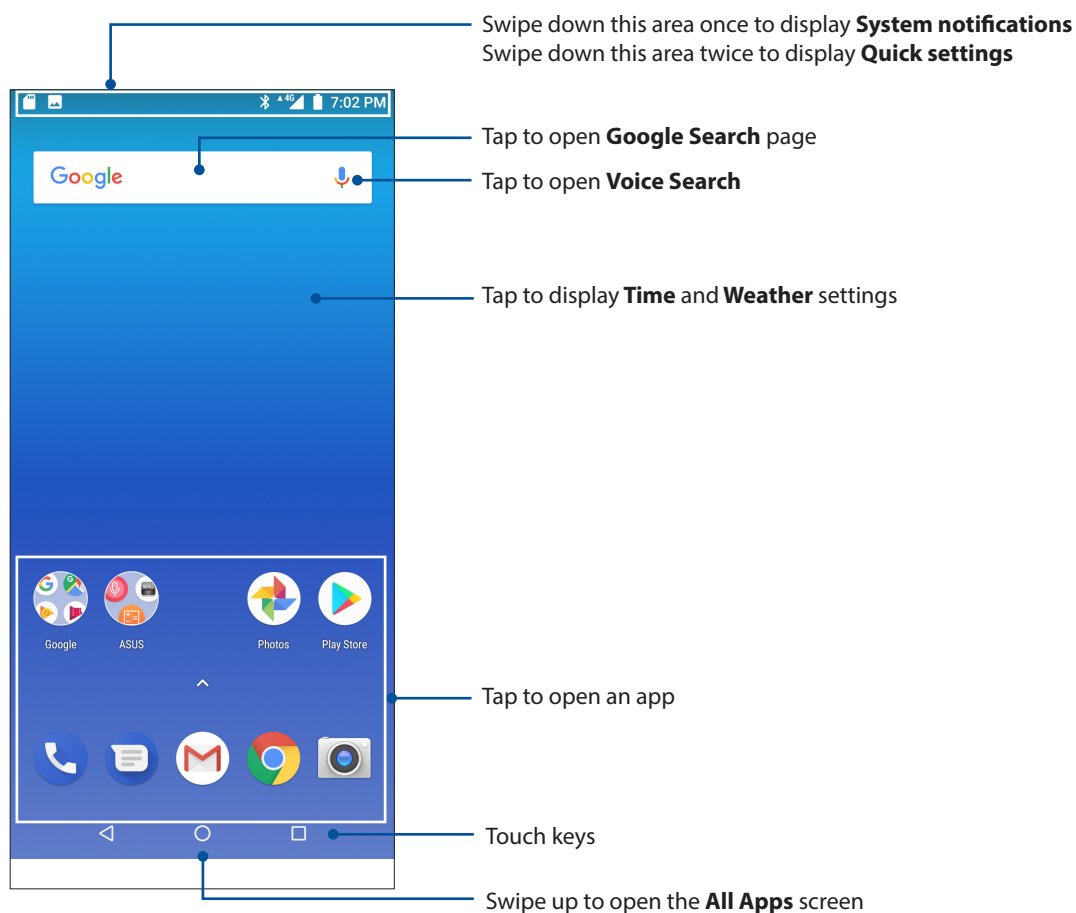 Swipe down this area once to display System notifications
Swipe down this area twice to display Quick settings
4G 7:02 PM
Tap to open Google Search page
Google
Tap to open Voice Search
Tap to display Time and Weather settings
Google ASUS Photos Play Store
Tap to open an app
Touch keys
Swipe up to open the All Apps screen